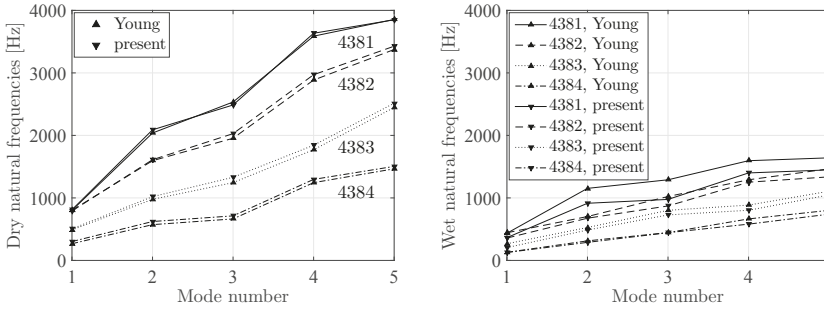 Dry natural frequencies [Hz]
4000
3000
2000
1000
0
Young
present
4381
4382
4383
4384
1 2 3 4 5
Mode number
Wet natural frequencies [Hz]
4000
3000
2000
1000
0
4381, Young
4382, Young
4383, Young
4384, Young
4381, present
4382, present
4383, present
4384, present
1 2 3 4
Mode number